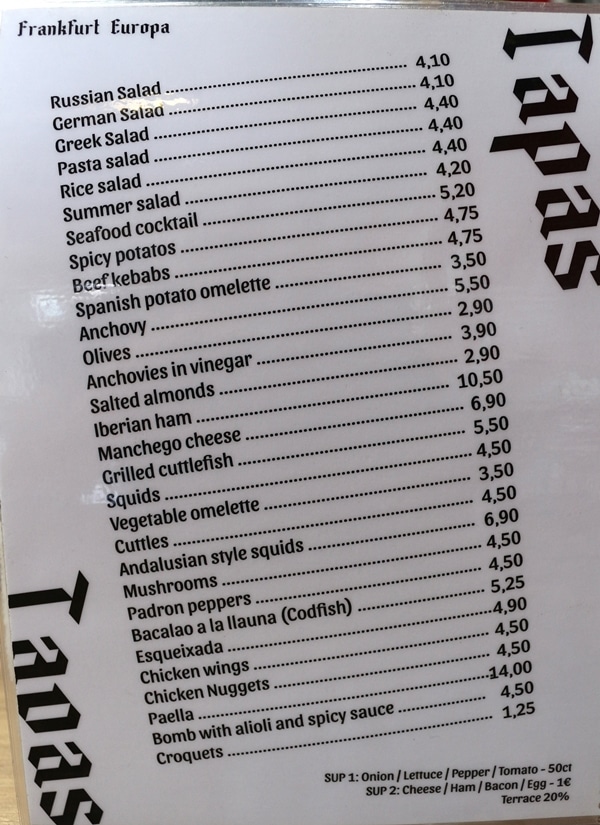 Frankfurt Europa
Tapas
Russian Salad 4,10
German Salad 4,10
Greek Salad 4,40
Pasta salad 4,40
Rice salad 4,40
Summer salad 4,20
Seafood cocktail 5,20
Spicy potatos 4,75
Beef kebabs 4,75
Spanish potato omelette 3,50
Anchovy 5,50
Olives 2,90
Anchovies in vinegar 3,90
Salted almonds 2,90
Iberian ham 10,50
Manchego cheese 6,90
Grilled cuttlefish 5,50
Squids 4,50
Vegetable omelette 3,50
Cuttles 4,50
Andalusian style squids 6,90
Mushrooms 4,50
Padron peppers 4,50
Bacalao a la llauna (Codfish) 5,25
Esqueixada 4,90
Chicken wings 4,50
Chicken Nuggets 4,50
Paella 14,00
Bomb with alioli and spicy sauce 4,50
Croquets 1,25
Tapas
SUP 1: Onion / Lettuce / Pepper / Tomato - 50ct
SUP 2: Cheese / Ham / Bacon / Egg - 1€
Terrace 20%